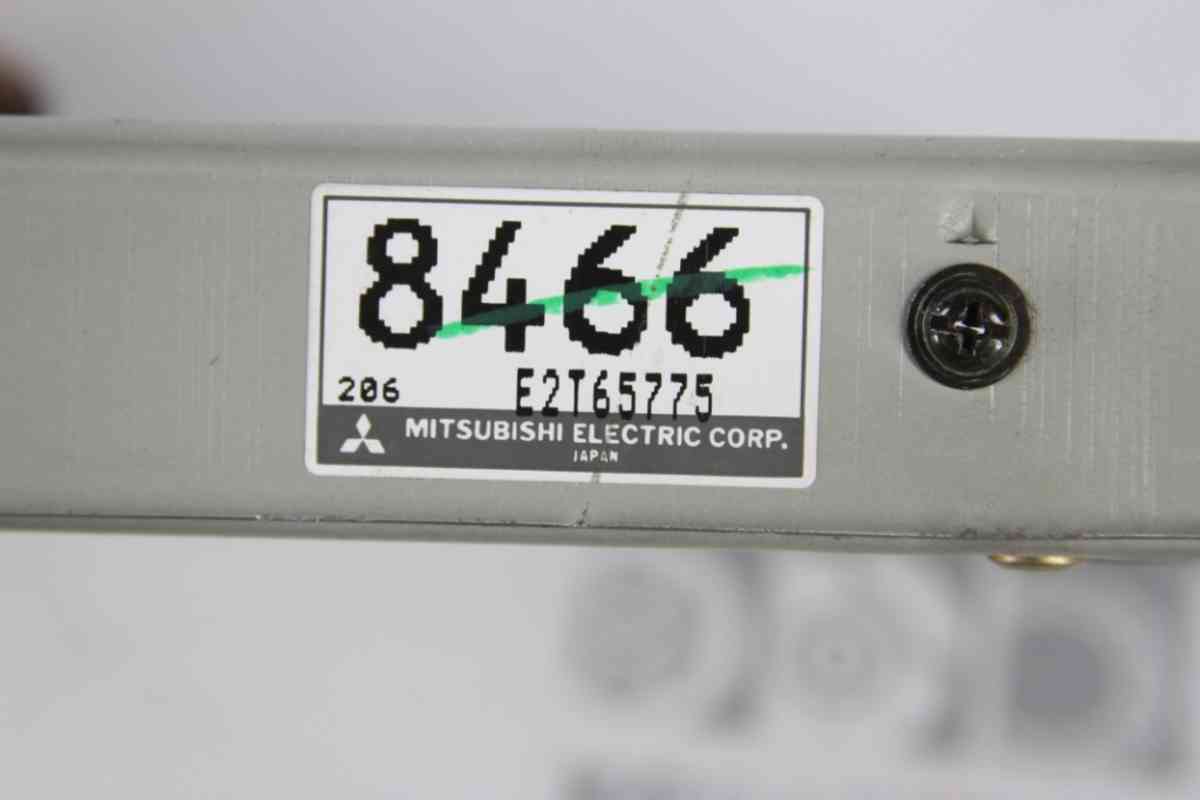 8466
206 E2T65775
MITSUBISHI ELECTRIC CORP.
JAPAN